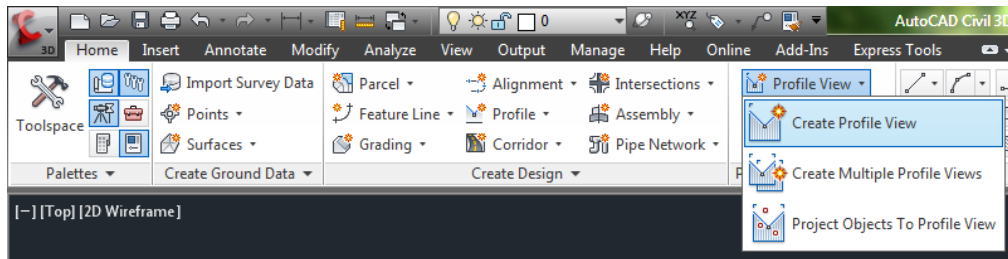 0 XYZ AutoCAD Civil 3D
3D Home Insert Annotate Modify Analyze View Output Manage Help Online Add-Ins Express Tools
Import Survey Data Parcel Alignment Intersections Profile View
Toolspace Points Feature Line Profile Assembly Create Profile View
Surfaces Grading Corridor Pipe Network
Palettes Create Ground Data Create Design P Create Multiple Profile Views
[−] [Top] [2D Wireframe]
Project Objects To Profile View